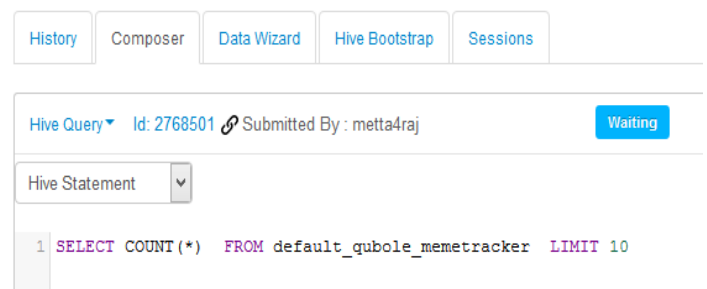 History Composer Data Wizard Hive Bootstrap Sessions
Hive Query Id: 2768501 Submitted By : metta4raj Waiting
Hive Statement
1 SELECT COUNT(*) FROM default_qubole_memetracker LIMIT 10